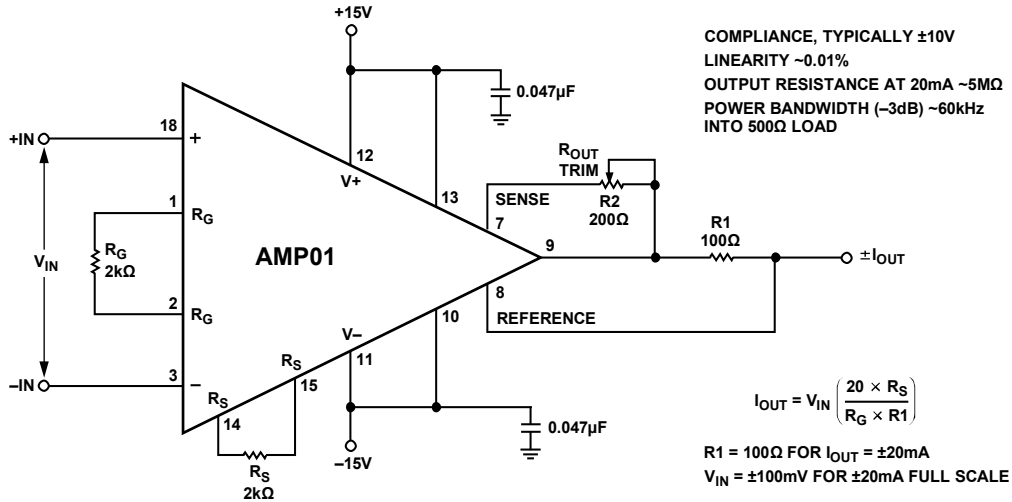 +15V
COMPLIANCE, TYPICALLY ±10V
LINEARITY ~0.01%
OUTPUT RESISTANCE AT 20mA ~5MΩ
POWER BANDWIDTH (–3dB) ~60kHz
INTO 500Ω LOAD
0.047µF
+IN
18
+
12
V+
13
R_OUT
TRIM
SENSE
7
R2
200Ω
1
R_G
R_G
2kΩ
V_IN
AMP01
9
R1
100Ω
±I_OUT
2
R_G
8
REFERENCE
10
V–
11
–IN
3
–
R_S
15
R_S
14
R_S
2kΩ
–15V
0.047µF
I_OUT = V_IN (20 × R_S / R_G × R1)
R1 = 100Ω FOR I_OUT = ±20mA
V_IN = ±100mV FOR ±20mA FULL SCALE